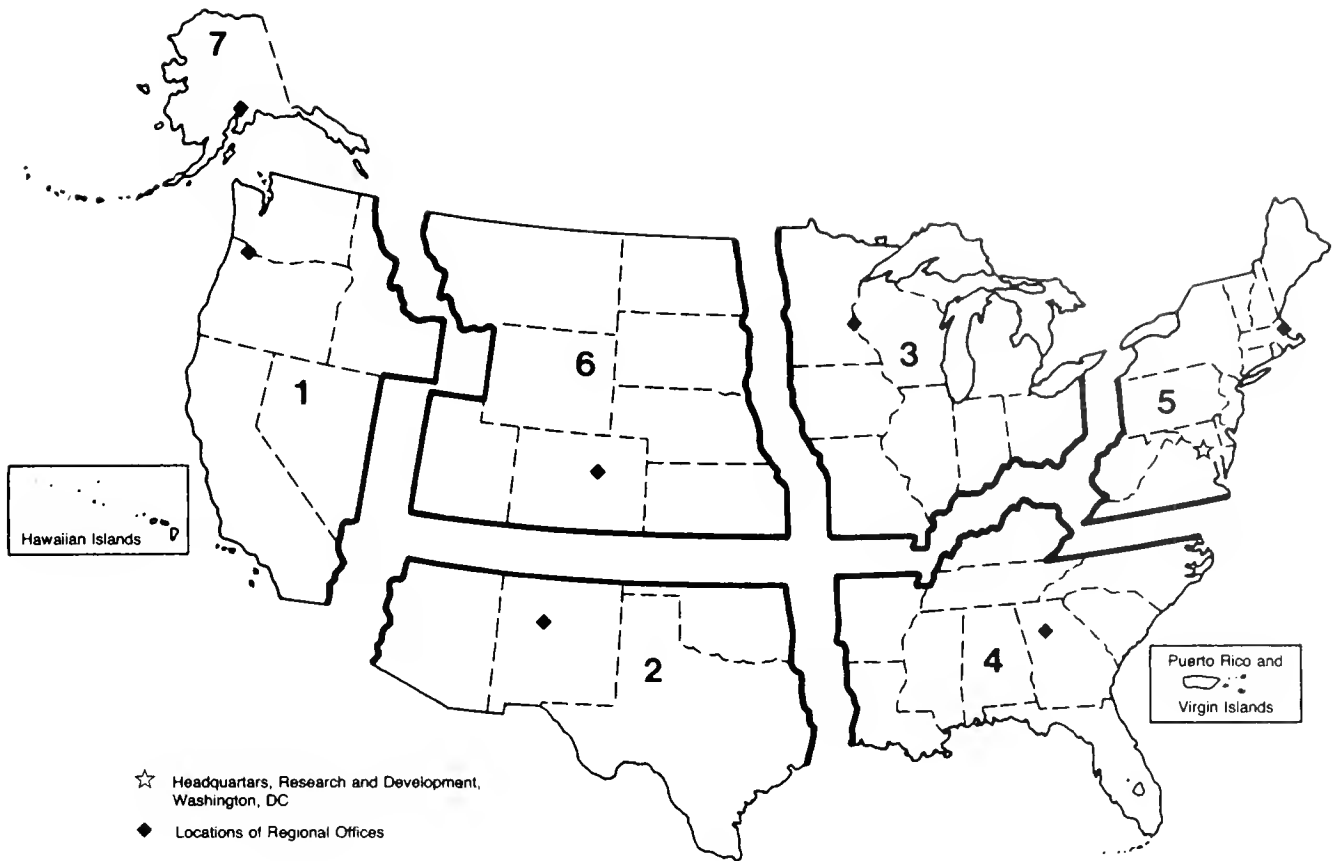 7
6
3
1
5
Hawaiian Islands
2
4
Puerto Rico and
Virgin Islands
Headquartars, Research and Development,
Washington, DC
Locations of Regional Offices